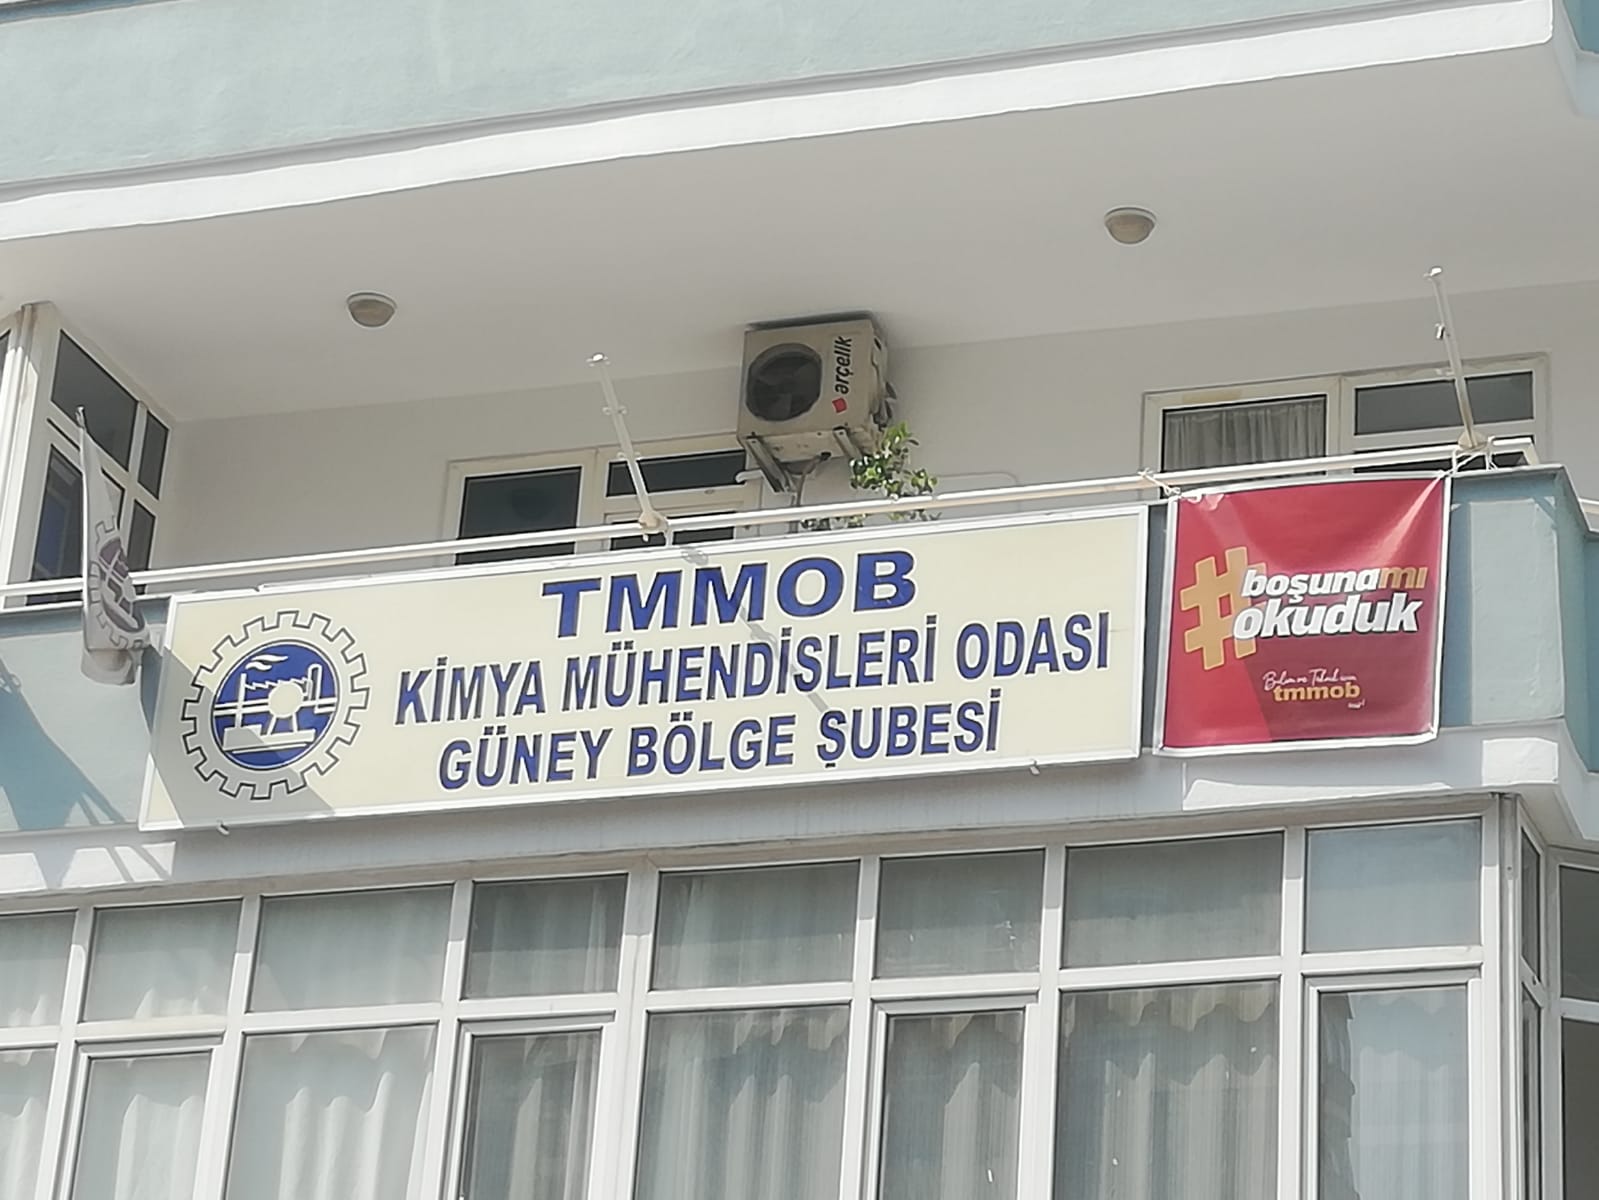 arçelik
TMMOB
KİMYA MÜHENDİSLERİ ODASI
GÜNEY BÖLGE ŞUBESİ
#boşunamı
okuduk
tmmob